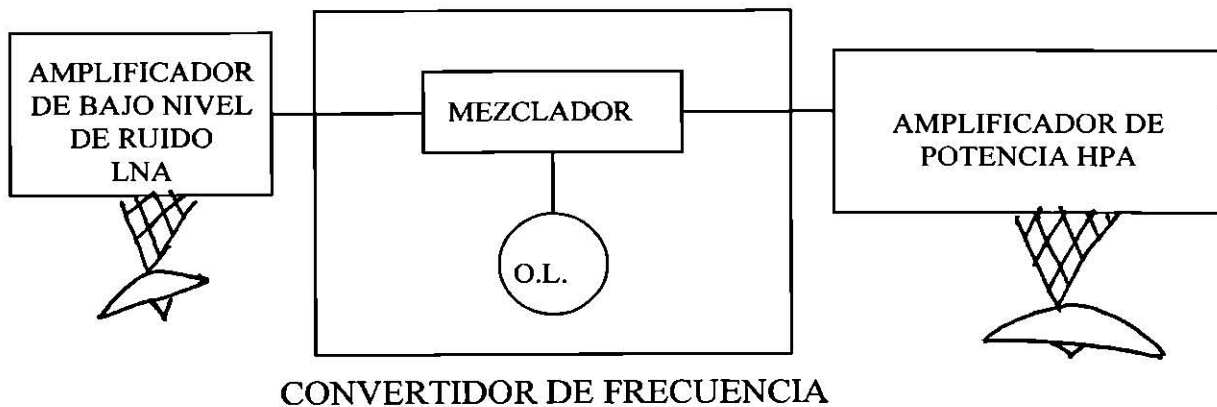 AMPLIFICADOR
DE BAJO NIVEL
DE RUIDO
LNA
MEZCLADOR
O.L.
AMPLIFICADOR DE
POTENCIA HPA
CONVERTIDOR DE FRECUENCIA